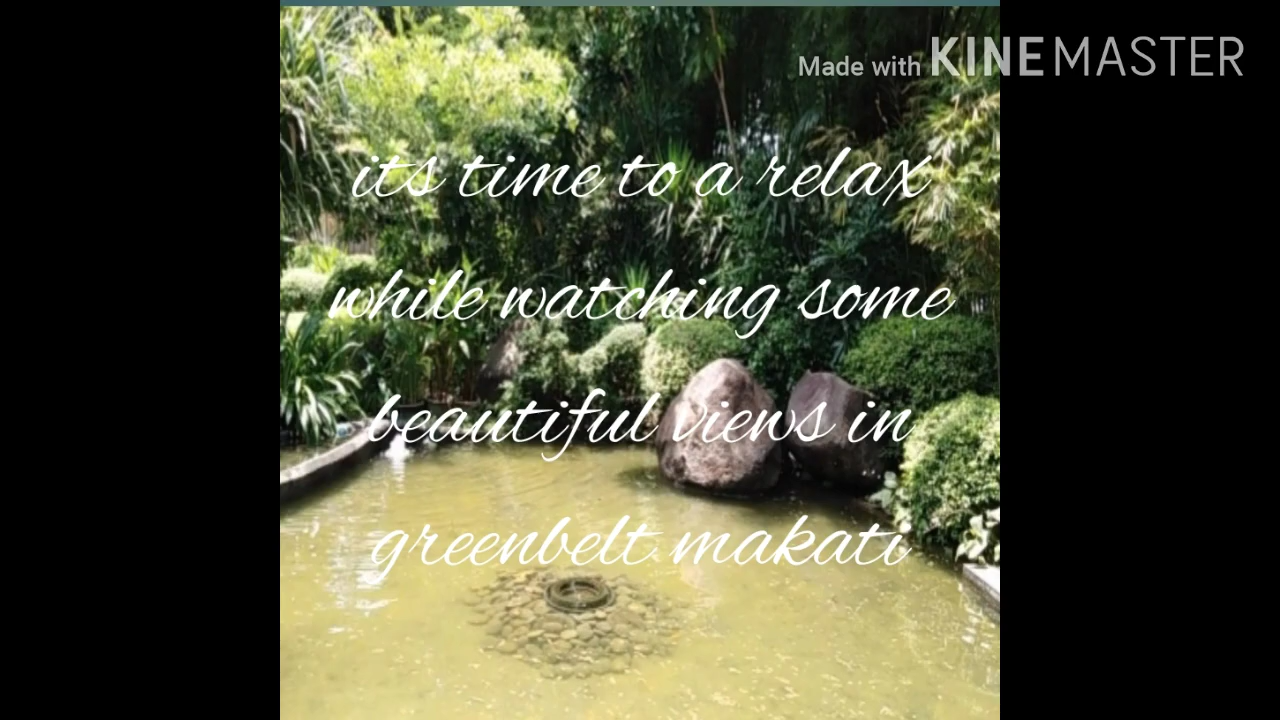 Made with KINEMASTER
its time to a relax
while watching some
beautiful views in
greenbelt makati